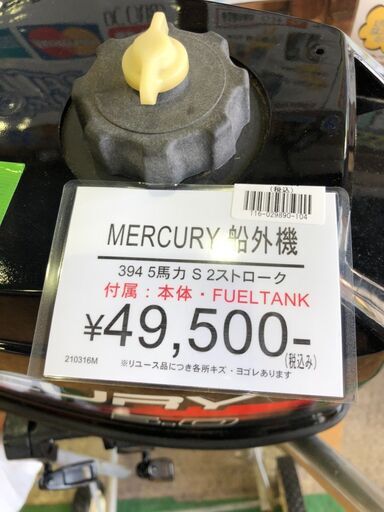 (税込)
116-029890-104
MERCURY 船外機
394 5馬力 S 2ストローク
付属：本体・FUELTANK
¥49,500-
(税込み)
210316M
※リユース品につき各所キズ・ヨゴレあります